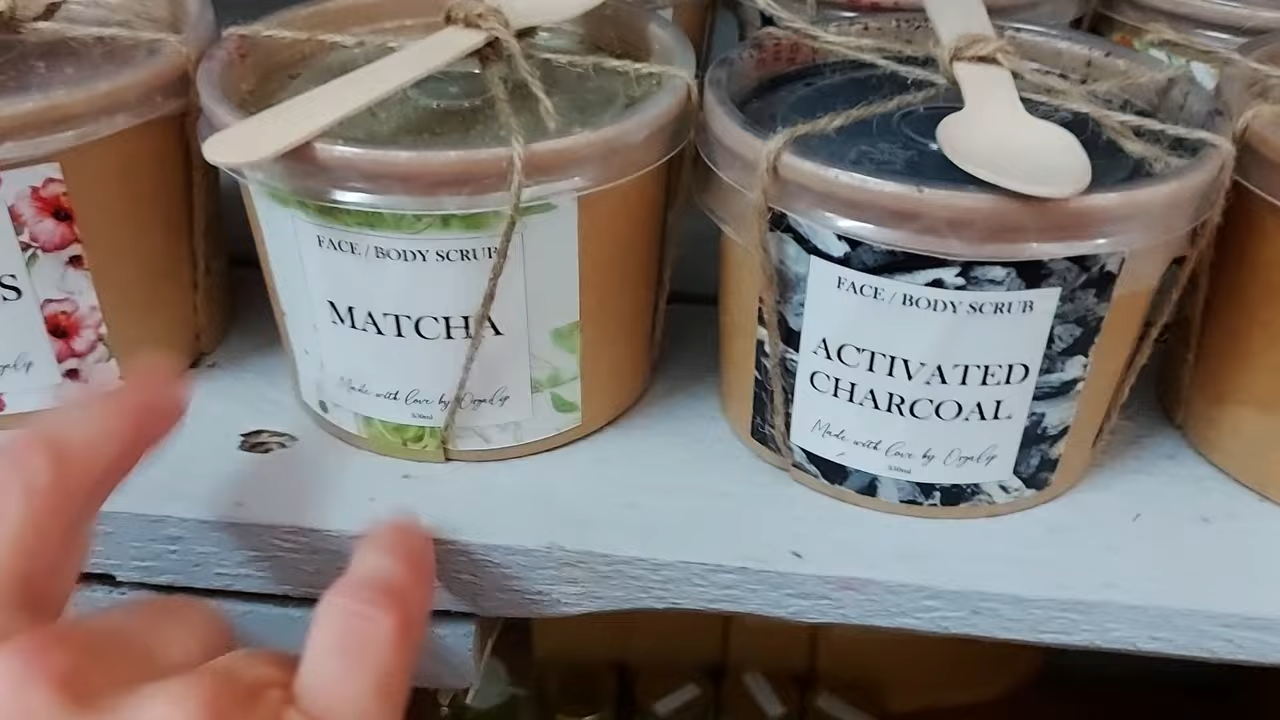 S
FACE / BODY SCRUB
MATCHA
Made with love by
FACE / BODY SCRUB
ACTIVATED
CHARCOAL
Made with love by